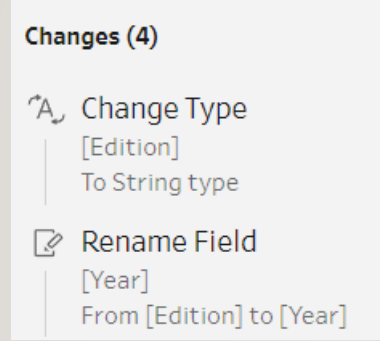 Changes (4)
Change Type
[Edition]
To String type
Rename Field
[Year]
From [Edition] to [Year]